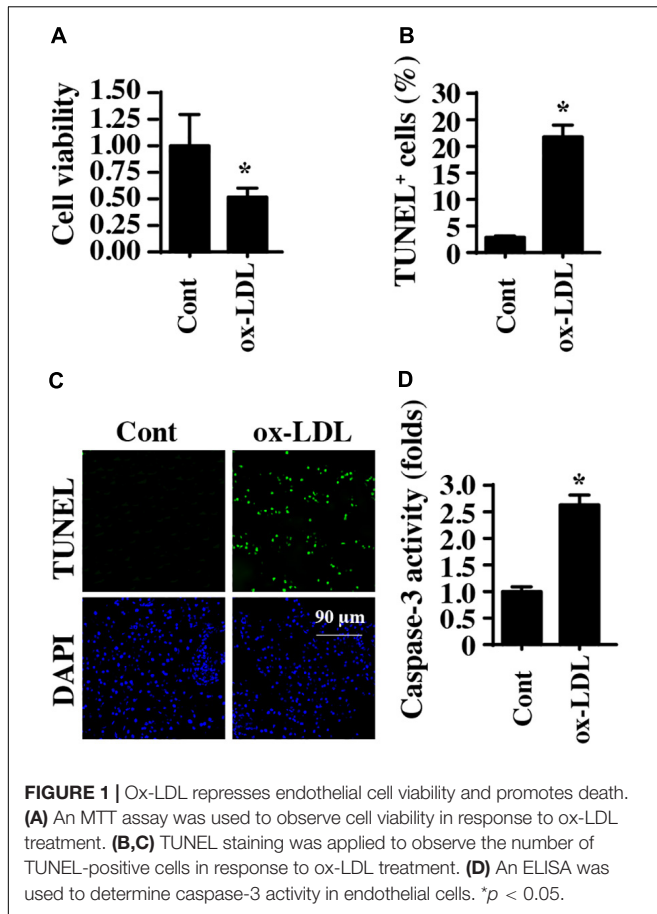 A
Cell viability
1.50
1.25
1.00
0.75
0.50
0.25
0.00
*
Cont
ox-LDL
B
TUNEL+ cells (%)
30
25
20
15
10
5
0
*
Cont
ox-LDL
C
Cont ox-LDL
TUNEL
DAPI
90 µm
D
Caspase-3 activity (folds)
3.0
2.5
2.0
1.5
1.0
0.5
0
*
Cont
ox-LDL
FIGURE 1 | Ox-LDL represses endothelial cell viability and promotes death.
(A) An MTT assay was used to observe cell viability in response to ox-LDL
treatment. (B,C) TUNEL staining was applied to observe the number of
TUNEL-positive cells in response to ox-LDL treatment. (D) An ELISA was
used to determine caspase-3 activity in endothelial cells. *p < 0.05.